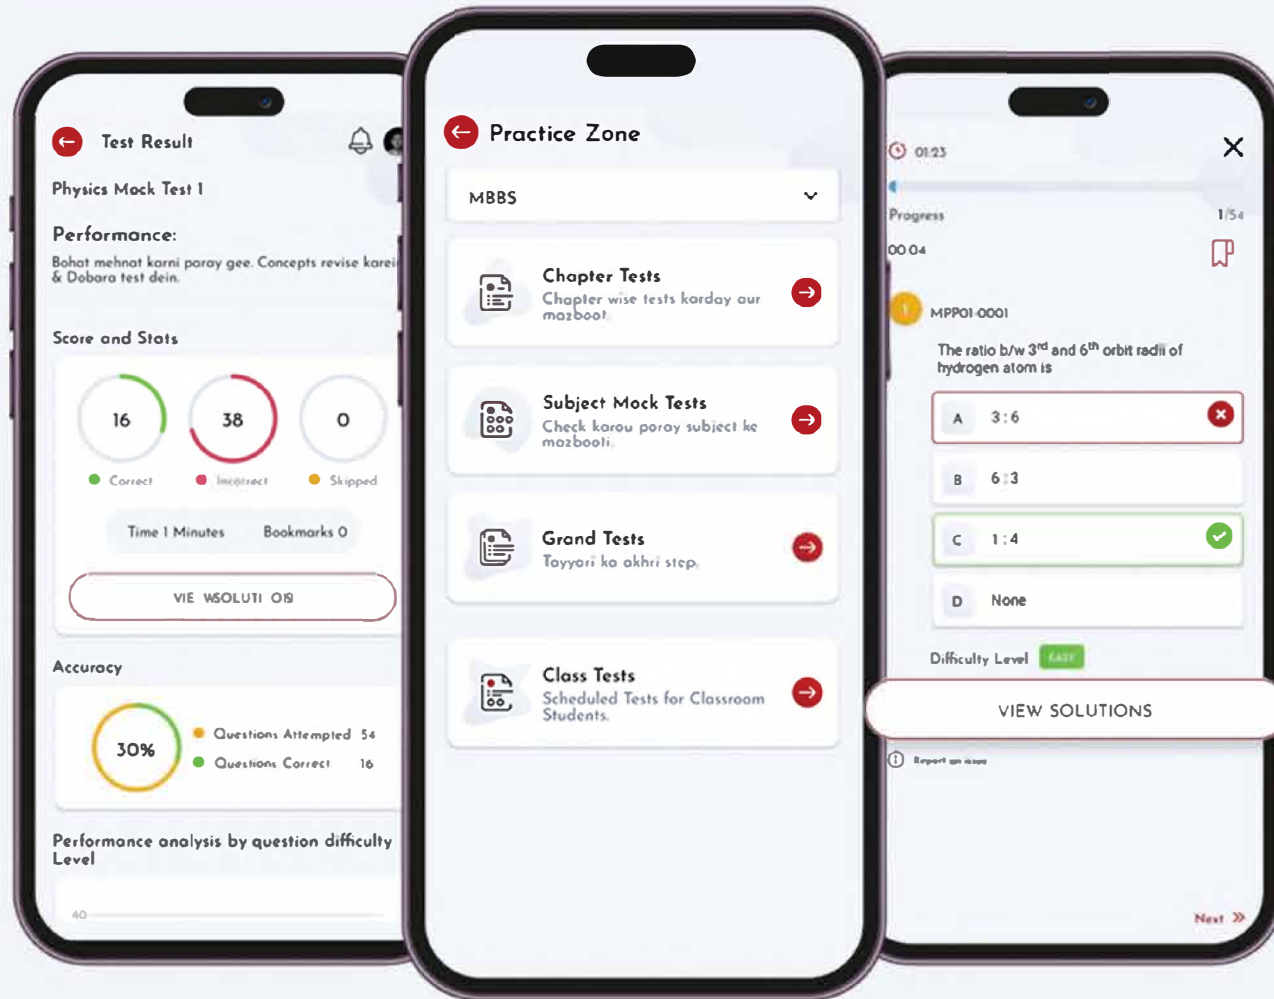 Test Result
Physics Mock Test 1
Performance:
Bohat mehnat karni paray gee. Concepts revise karein
& Dobara test dein.
Score and Stats
16
38
0
Correct
Incorrect
Skipped
Time 1 Minutes
Bookmarks 0
VIE WSOLUTI ON
Accuracy
30%
Questions Attempted 54
Questions Correct 16
Performance analysis by question difficulty
Level
40
Practice Zone
MBBS
Chapter Tests
Chapter wise tests karday aur
mazboot.
Subject Mock Tests
Check karou poray subject ke
mazbooti.
Grand Tests
Tayyari ka akhri step.
Class Tests
Scheduled Tests for Classroom
Students.
01:23
Progress
1/54
00:04
1
MPP01-0001
The ratio b/w 3rd and 6th orbit radii of
hydrogen atom is
A 3:6
B 6:3
C 1:4
D None
Difficulty Level EASY
VIEW SOLUTIONS
Report an issue
Next »